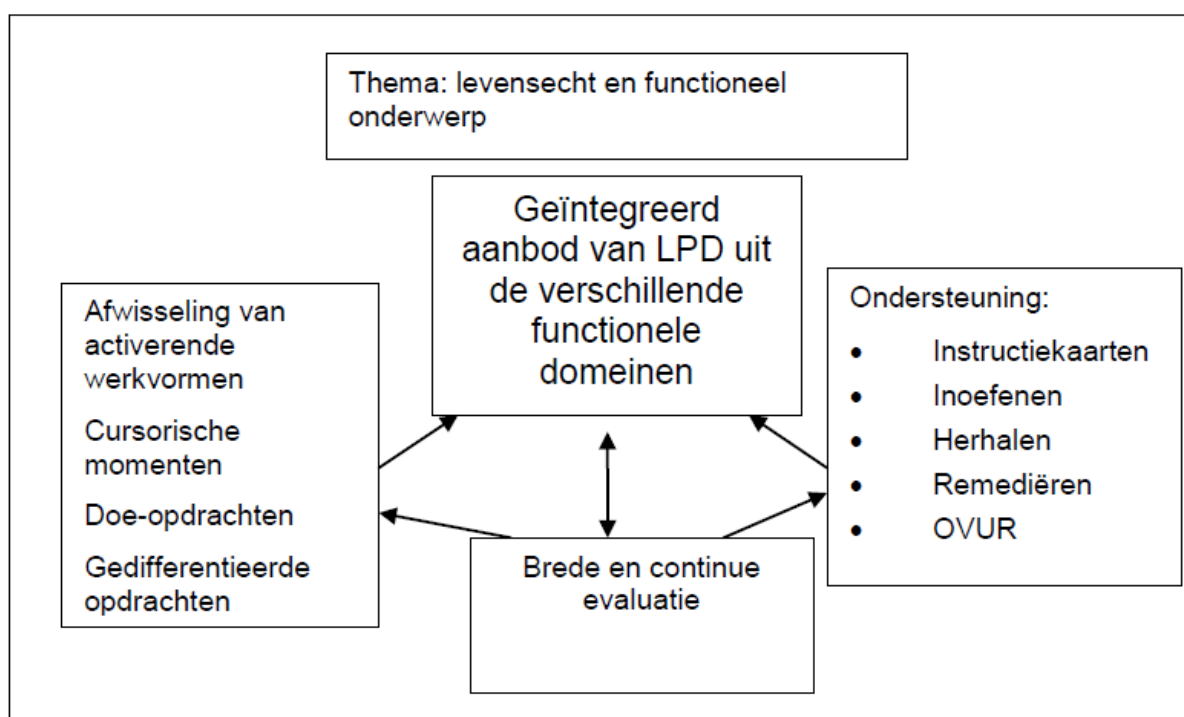 Thema: levensecht en functioneel
onderwerp
Geïntegreerd
aanbod van LPD uit
de verschillende
functionele
domeinen
Afwisseling van
activerende
werkvormen
Cursorische
momenten
Doe-opdrachten
Gedifferentieerde
opdrachten
Ondersteuning:
• Instructiekaarten
• Inoefenen
• Herhalen
• Remediëren
• OVUR
Brede en continue
evaluatie